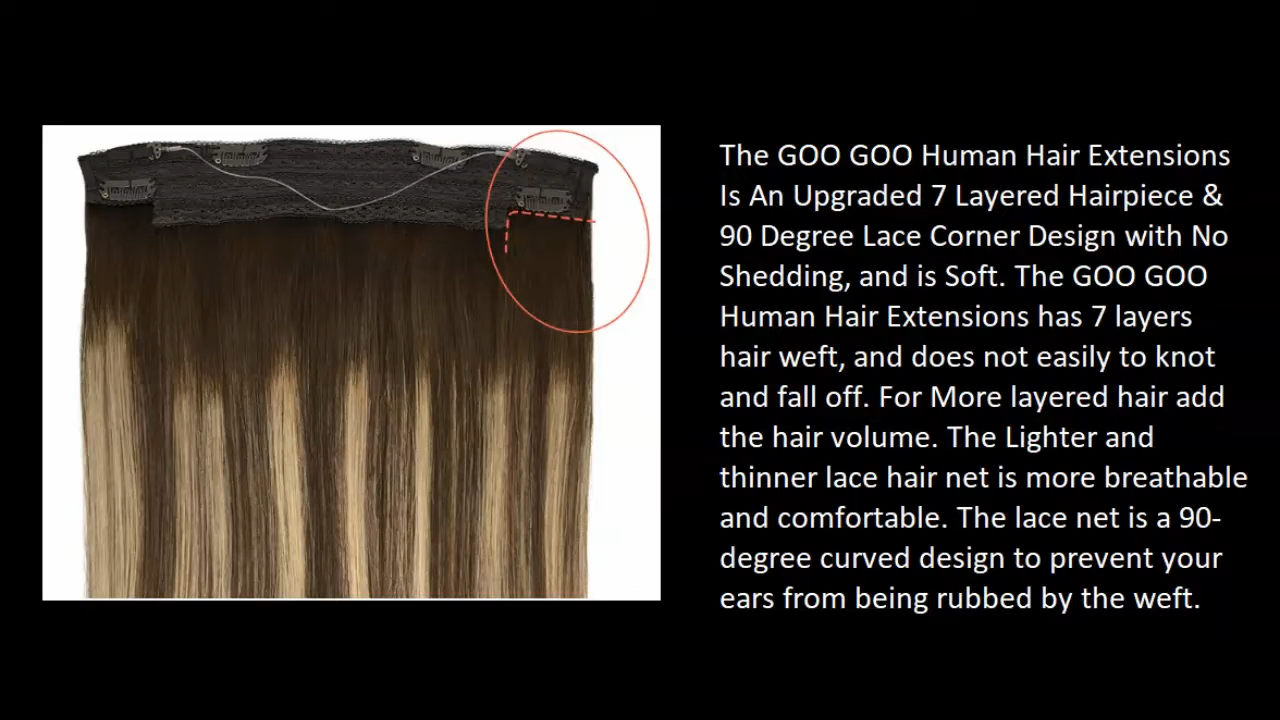 The GOO GOO Human Hair Extensions
Is An Upgraded 7 Layered Hairpiece &
90 Degree Lace Corner Design with No
Shedding, and is Soft. The GOO GOO
Human Hair Extensions has 7 layers
hair weft, and does not easily to knot
and fall off. For More layered hair add
the hair volume. The Lighter and
thinner lace hair net is more breathable
and comfortable. The lace net is a 90-
degree curved design to prevent your
ears from being rubbed by the weft.